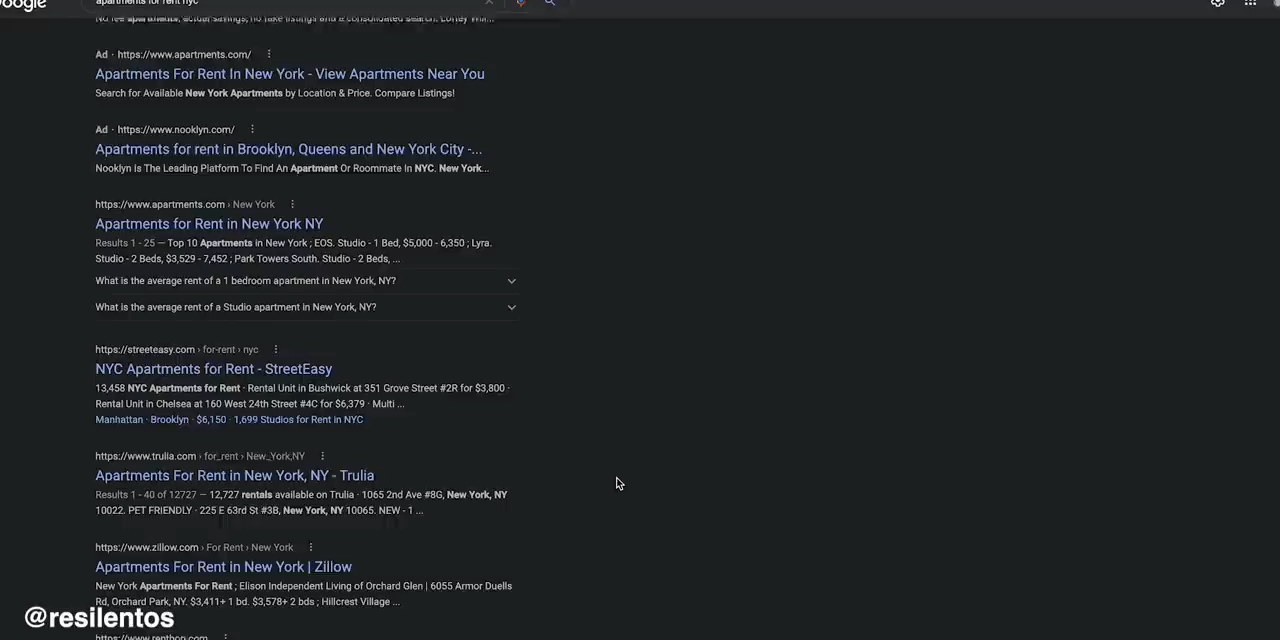 apartments for rent nyc
Ad · https://www.apartments.com/
Apartments For Rent In New York - View Apartments Near You
Search for Available New York Apartments by Location & Price. Compare Listings!
Ad · https://www.nooklyn.com/
Apartments for rent in Brooklyn, Queens and New York City -...
Nooklyn Is The Leading Platform To Find An Apartment Or Roommate In NYC. New York...
https://www.apartments.com › New York
Apartments for Rent in New York NY
Results 1 - 25 — Top 10 Apartments in New York ; EOS. Studio - 1 Bed, $5,000 - 6,350 ; Lyra.
Studio - 2 Beds, $3,529 - 7,452 ; Park Towers South. Studio - 2 Beds, ...
What is the average rent of a 1 bedroom apartment in New York, NY?
What is the average rent of a Studio apartment in New York, NY?
https://streeteasy.com › for-rent › nyc
NYC Apartments for Rent - StreetEasy
13,458 NYC Apartments for Rent · Rental Unit in Bushwick at 351 Grove Street #2R for $3,800 ·
Rental Unit in Chelsea at 160 West 24th Street #4C for $6,379 · Multi ...
Manhattan · Brooklyn · $6,150 · 1,699 Studios for Rent in NYC
https://www.trulia.com › for_rent › New_York,NY
Apartments For Rent in New York, NY - Trulia
Results 1 - 40 of 12727 — 12,727 rentals available on Trulia · 1065 2nd Ave #8G, New York, NY
10022. PET FRIENDLY · 225 E 63rd St #3B, New York, NY 10065. NEW - 1 ...
https://www.zillow.com › For Rent › New York
Apartments For Rent in New York | Zillow
New York Apartments For Rent ; Elison Independent Living of Orchard Glen | 6055 Armor Duells
Rd, Orchard Park, NY. $3,411+ 1 bd. $3,578+ 2 bds ; Hillcrest Village ...
@resilentos
https://www.renthop.com